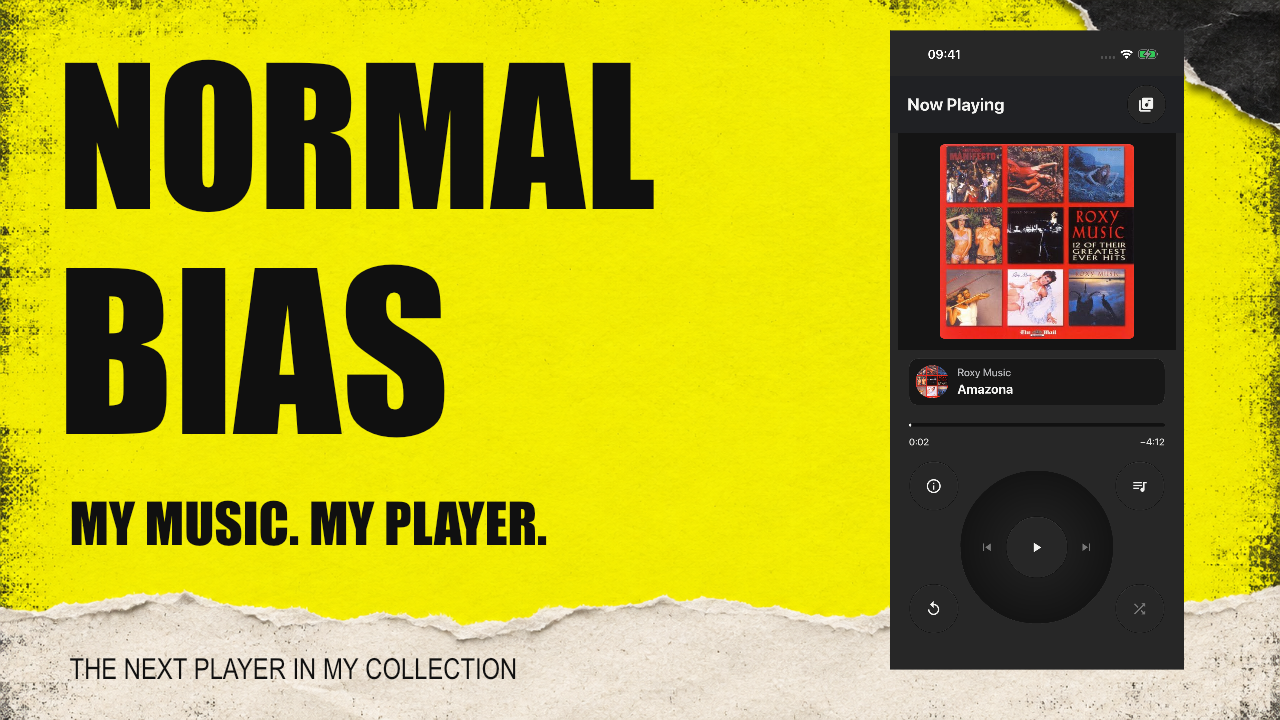 NORMAL
BIAS
MY MUSIC. MY PLAYER.
THE NEXT PLAYER IN MY COLLECTION
09:41
Now Playing
MANIFESTO
ROXY
MUSIC
12 OF THEIR
GREATEST
EVER HITS
Roxy Music
Amazona
0:02
−4:12